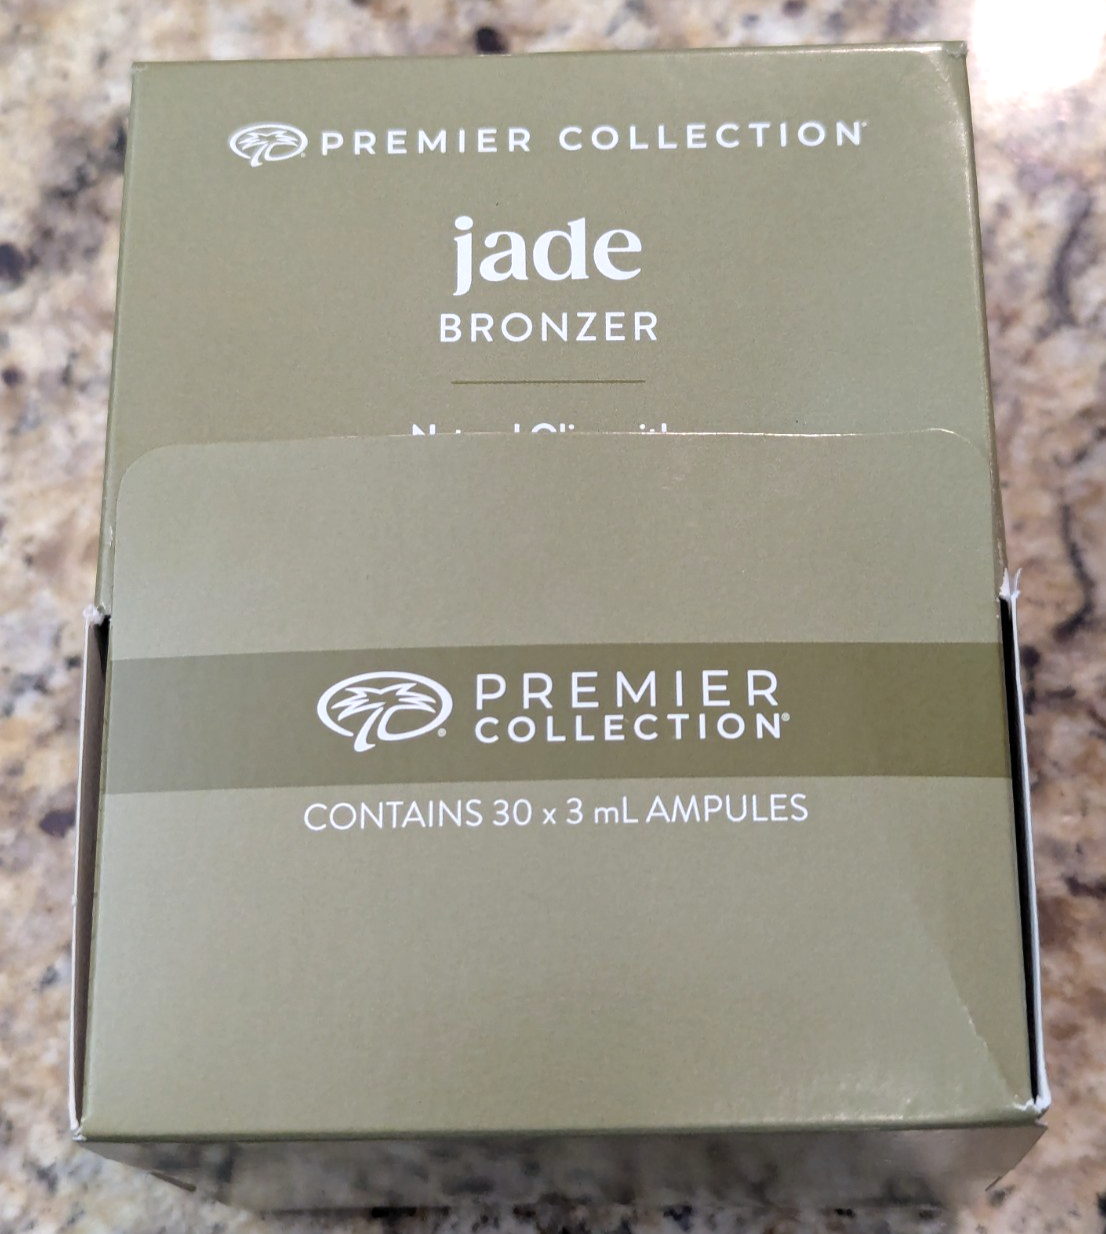 PREMIER COLLECTION
jade
BRONZER
PREMIER
COLLECTION®
CONTAINS 30 x 3 mL AMPULES